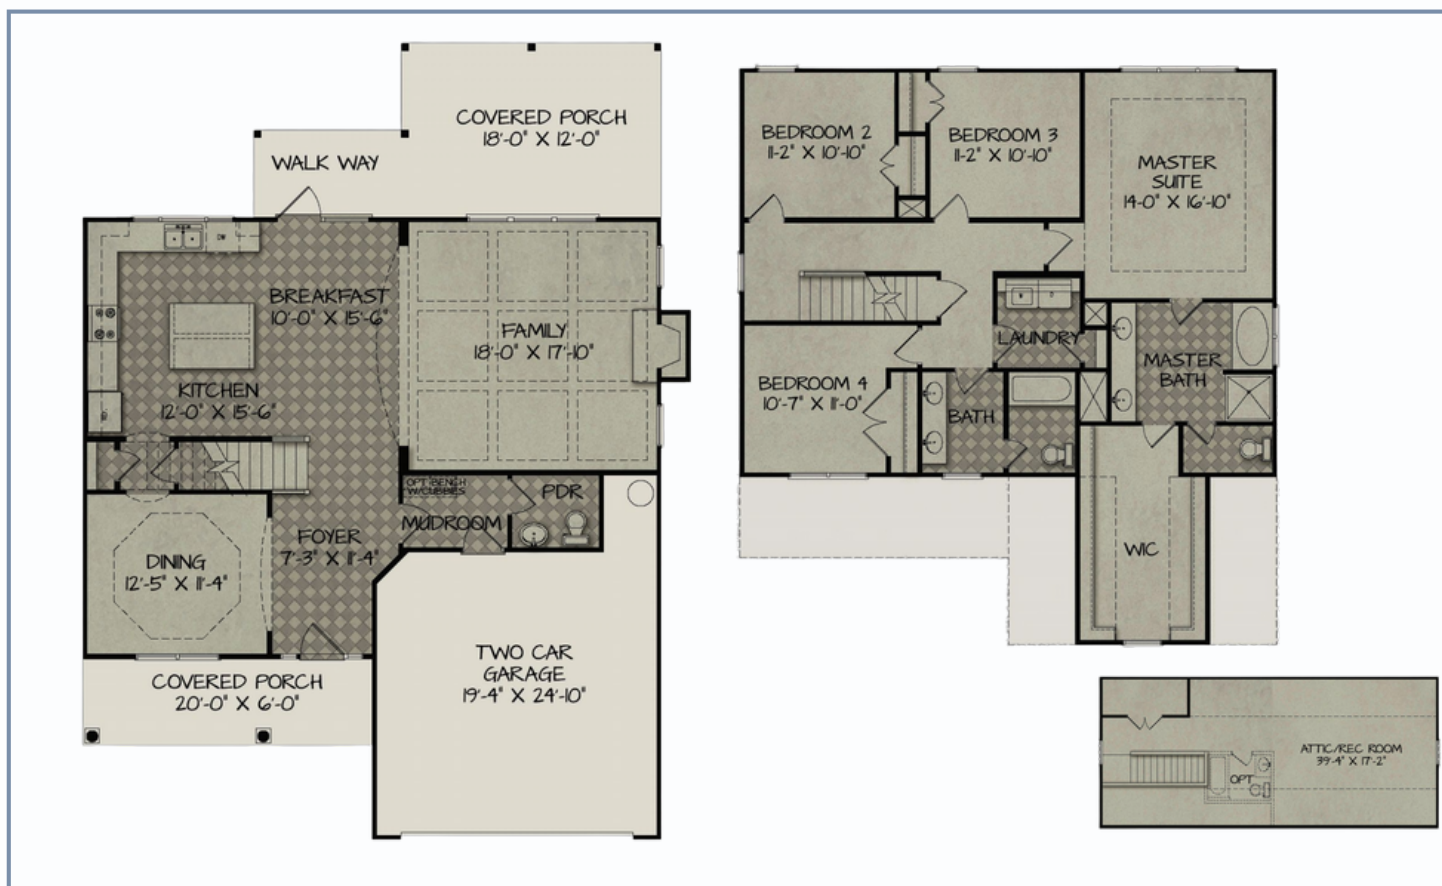 COVERED PORCH
18'-0" X 12'-0"
WALK WAY
BREAKFAST
10'-0" X 15'-6"
FAMILY
18'-0" X 17'-10"
KITCHEN
12'-0" X 15'-6"
OPT BENCH
W/CUBBIES
PDR
MUDROOM
FOYER
7'-3" X 11'-4"
DINING
12'-5" X 11'-4"
TWO CAR
GARAGE
19'-4" X 24'-10"
COVERED PORCH
20'-0" X 6'-0"
BEDROOM 2
11-2" X 10'-10"
BEDROOM 3
11-2" X 10'-10"
MASTER
SUITE
14-0" X 16'-10"
LAUNDRY
MASTER
BATH
BEDROOM 4
10'-7" X 11'-0"
BATH
WIC
ATTIC/REC ROOM
39'-4" X 17'-2"
OPT